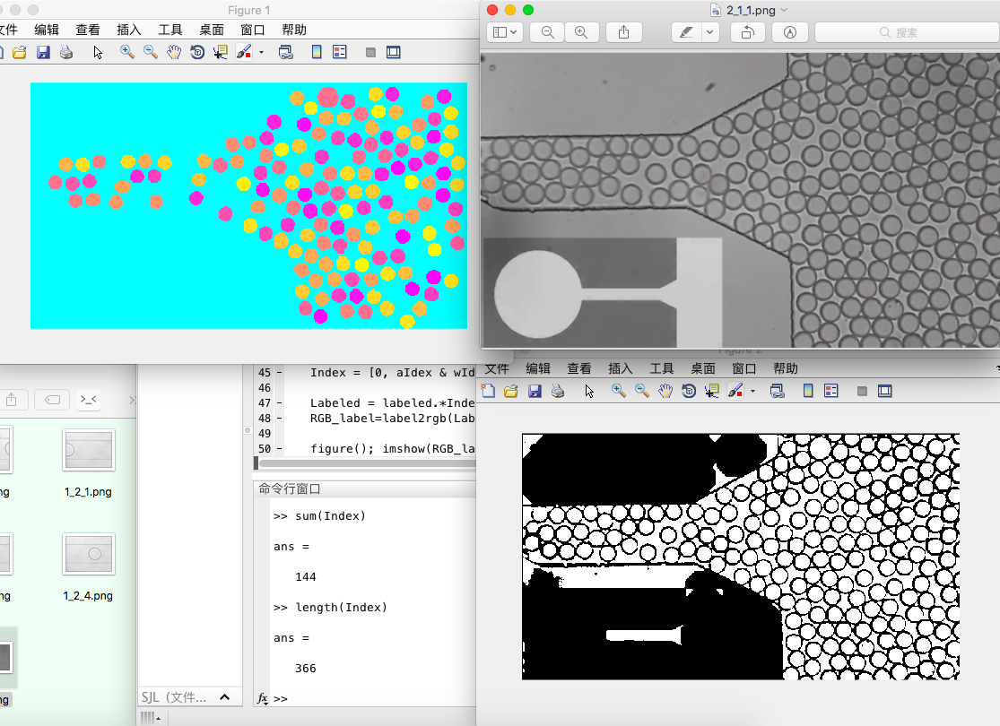 Figure 1
文件 编辑 查看 插入 工具 桌面 窗口 帮助
2_1_1.png
搜索
Figure 2
文件 编辑 查看 插入 工具 桌面 窗口 帮助
45 - Index = [0, aIdex & wId
46
47 - Labeled = labeled.*Inde
48 - RGB_label=label2rgb(Lab
49
50 - figure(); imshow(RGB_la
命令行窗口
>> sum(Index)
ans =
144
>> length(Index)
ans =
366
fx >>
ng
1_2_1.png
ng
1_2_4.png
ng
SJL (文件...